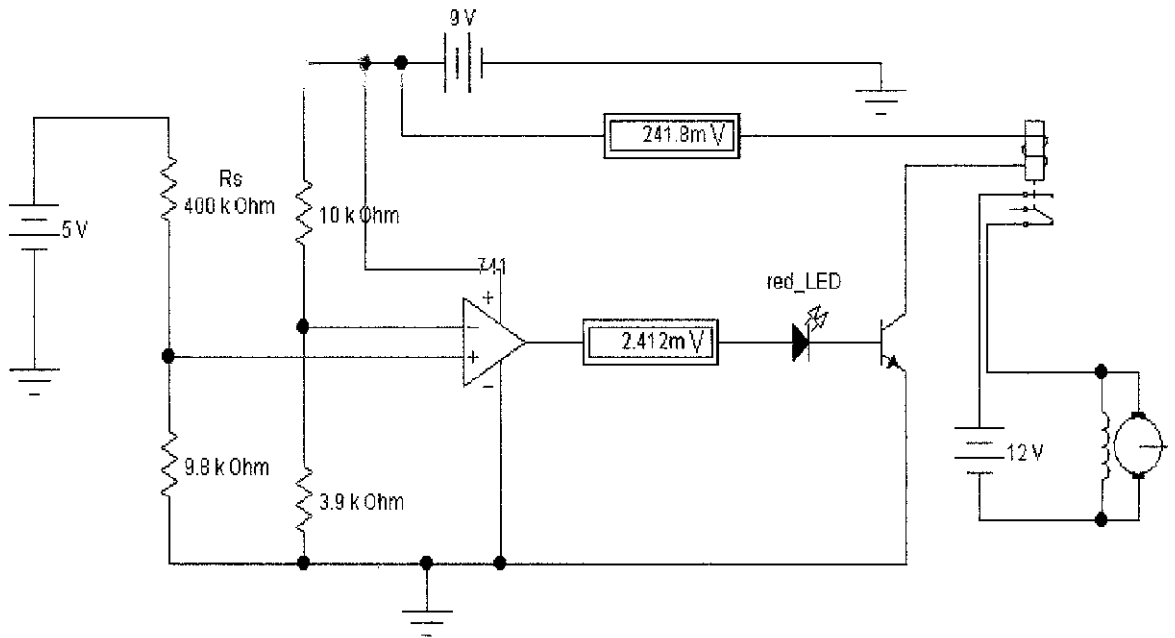 9 V
241.8m V
Rs
400 k Ohm
10 k Ohm
5 V
741
+
red_LED
−
+
−
2.412m V
9.8 k Ohm
3.9 k Ohm
12 V